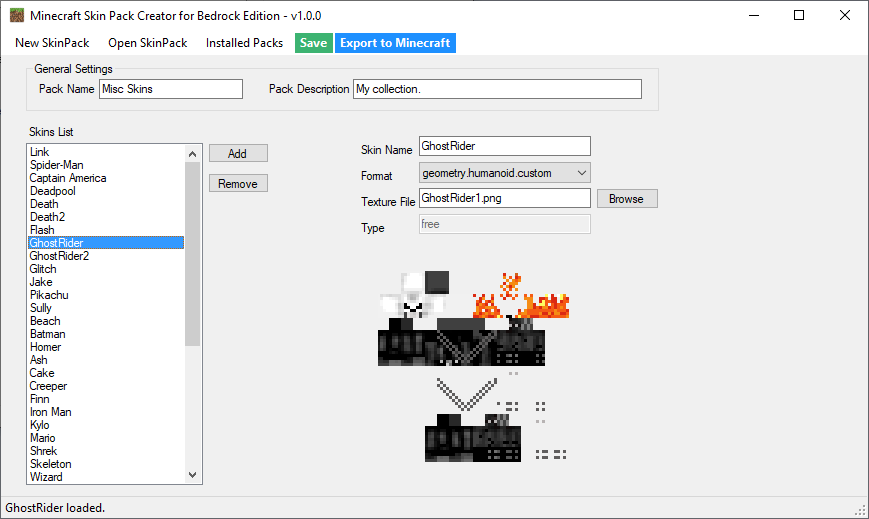 Minecraft Skin Pack Creator for Bedrock Edition - v1.0.0
New SkinPack Open SkinPack Installed Packs Save Export to Minecraft
General Settings
Pack Name Misc Skins Pack Description My collection.
Skins List
Link
Spider-Man
Captain America
Deadpool
Death
Death2
Flash
GhostRider
GhostRider2
Glitch
Jake
Pikachu
Sully
Beach
Batman
Homer
Ash
Cake
Creeper
Finn
Iron Man
Kylo
Mario
Shrek
Skeleton
Wizard
Add
Remove
Skin Name GhostRider
Format geometry.humanoid.custom
Texture File GhostRider1.png Browse
Type free
GhostRider loaded.